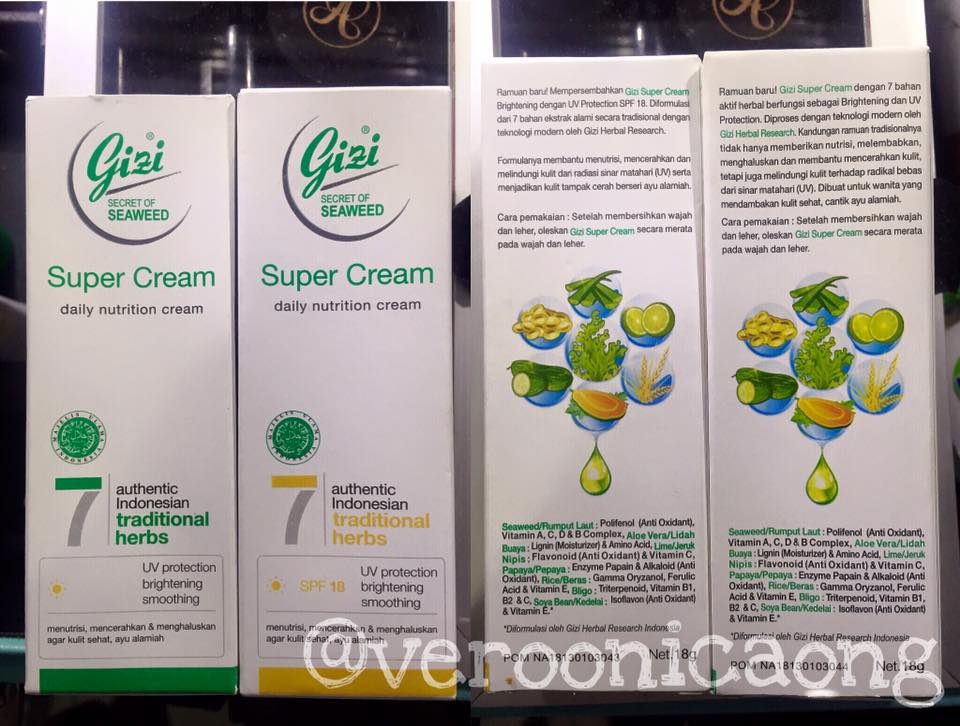 Gizi®
SECRET OF
SEAWEED
Super Cream
daily nutrition cream
MAJELIS ULAMA INDONESIA
7
authentic
Indonesian
traditional
herbs
UV protection
brightening
smoothing
menutrisi, mencerahkan & menghaluskan
agar kulit sehat, ayu alamiah
Gizi®
SECRET OF
SEAWEED
Super Cream
daily nutrition cream
MAJELIS ULAMA INDONESIA
7
authentic
Indonesian
traditional
herbs
SPF 18
UV protection
brightening
smoothing
menutrisi, mencerahkan & menghaluskan
agar kulit sehat, ayu alamiah
Ramuan baru! Mempersembahkan Gizi Super Cream
Brightening dengan UV Protection SPF 18. Diformulasi
dari 7 bahan ekstrak alami secara tradisional dengan
teknologi modern oleh Gizi Herbal Research.
Formulanya membantu menutrisi, mencerahkan dan
melindungi kulit dari radiasi sinar matahari (UV) serta
menjadikan kulit tampak cerah berseri ayu alamiah.
Cara pemakaian : Setelah membersihkan wajah
dan leher, oleskan Gizi Super Cream secara merata
pada wajah dan leher.
Seaweed/Rumput Laut : Polifenol (Anti Oxidant),
Vitamin A, C, D & B Complex, Aloe Vera/Lidah
Buaya : Lignin (Moisturizer) & Amino Acid, Lime/Jeruk
Nipis : Flavonoid (Anti Oxidant) & Vitamin C,
Papaya/Pepaya : Enzyme Papain & Alkaloid (Anti
Oxidant), Rice/Beras : Gamma Oryzanol, Ferulic
Acid & Vitamin E, Bligo : Triterpenoid, Vitamin B1,
B2 & C, Soya Bean/Kedelai : Isoflavon (Anti Oxidant)
& Vitamin E.*
*Diformulasi oleh Gizi Herbal Research Indonesia
POM NA18130103043 Net. 18g
Ramuan baru! Gizi Super Cream dengan 7 bahan
aktif herbal berfungsi sebagai Brightening dan UV
Protection. Diproses dengan teknologi modern oleh
Gizi Herbal Research. Kandungan ramuan tradisionalnya
tidak hanya memberikan nutrisi, melembabkan,
menghaluskan dan membantu mencerahkan kulit,
tetapi juga melindungi kulit terhadap radikal bebas
dari sinar matahari (UV). Dibuat untuk wanita yang
mendambakan kulit sehat, cantik ayu alamiah.
Cara pemakaian : Setelah membersihkan wajah
dan leher, oleskan Gizi Super Cream secara merata
pada wajah dan leher.
Seaweed/Rumput Laut : Polifenol (Anti Oxidant),
Vitamin A, C, D & B Complex, Aloe Vera/Lidah
Buaya : Lignin (Moisturizer) & Amino Acid, Lime/Jeruk
Nipis : Flavonoid (Anti Oxidant) & Vitamin C,
Papaya/Pepaya : Enzyme Papain & Alkaloid (Anti
Oxidant), Rice/Beras : Gamma Oryzanol, Ferulic
Acid & Vitamin E, Bligo : Triterpenoid, Vitamin B1,
B2 & C, Soya Bean/Kedelai : Isoflavon (Anti Oxidant)
& Vitamin E.*
*Diformulasi oleh Gizi Herbal Research Indonesia
POM NA18130103044 Net. 18g
@veroonicaong